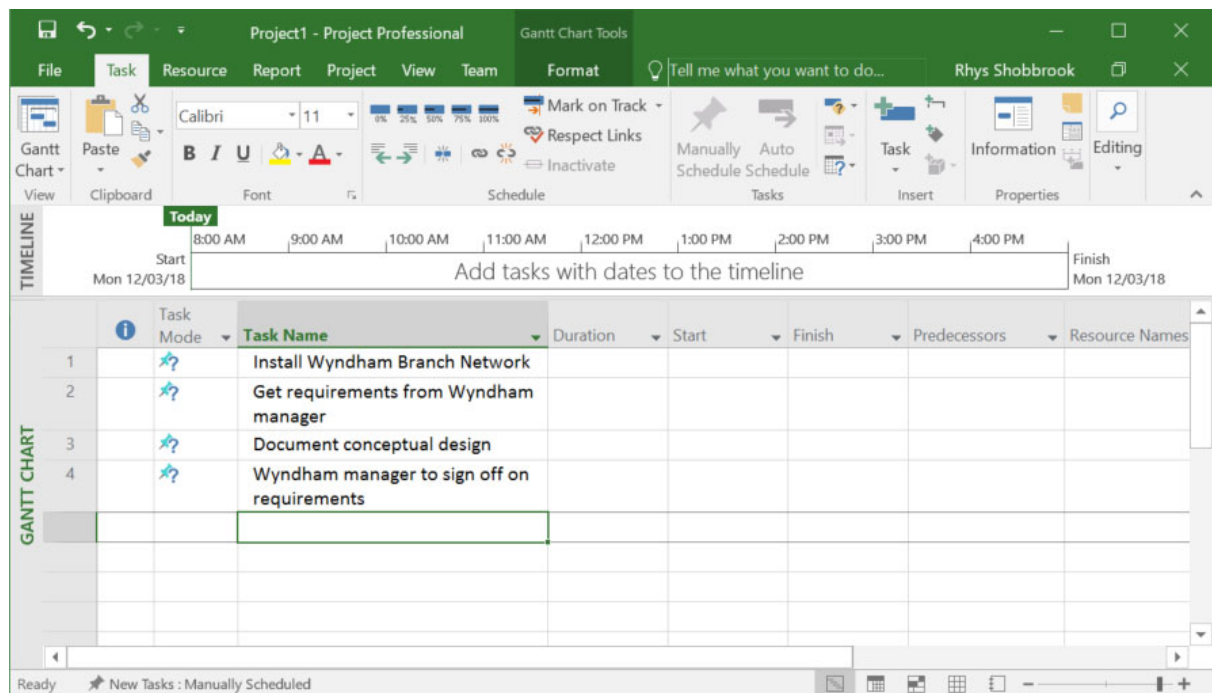 Project1 - Project Professional
Gantt Chart Tools
File Task Resource Report Project View Team Format Tell me what you want to do... Rhys Shobbrook
Gantt Chart
Paste
Calibri 11
B I U A
0% 25% 50% 75% 100%
Mark on Track
Respect Links
Inactivate
Manually Schedule
Auto Schedule
Task
Information
Editing
View Clipboard Font Schedule Tasks Insert Properties
TIMELINE
Today
8:00 AM 9:00 AM 10:00 AM 11:00 AM 12:00 PM 1:00 PM 2:00 PM 3:00 PM 4:00 PM
Start
Mon 12/03/18
Add tasks with dates to the timeline
Finish
Mon 12/03/18
GANTT CHART
Task
Mode Task Name Duration Start Finish Predecessors Resource Names
1 Install Wyndham Branch Network
2 Get requirements from Wyndham
manager
3 Document conceptual design
4 Wyndham manager to sign off on
requirements
Ready New Tasks : Manually Scheduled